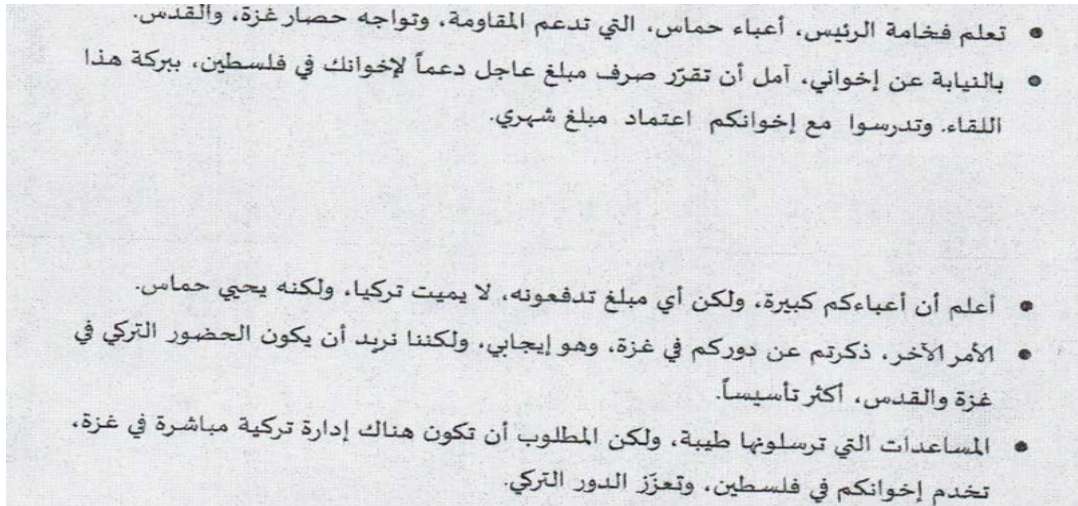 • تعلم فخامة الرئيس، أعباء حماس، التي تدعم المقاومة، وتواجه حصار غزة، والقدس.
• بالنيابة عن إخواني، آمل أن تقرّر صرف مبلغ عاجل دعماً لإخوانك في فلسطين، ببركة هذا
اللقاء. وتدرسوا مع إخوانكم اعتماد مبلغ شهري.
• أعلم أن أعباءكم كبيرة، ولكن أي مبلغ تدفعونه، لا يميت تركيا، ولكنه يحيي حماس.
• الأمر الآخر، ذكرتم عن دوركم في غزة، وهو إيجابي، ولكننا نريد أن يكون الحضور التركي في
غزة والقدس، أكثر تأسيساً.
• المساعدات التي ترسلونها طيبة، ولكن المطلوب أن تكون هناك إدارة تركية مباشرة في غزة،
تخدم إخوانكم في فلسطين، وتعزّز الدور التركي.